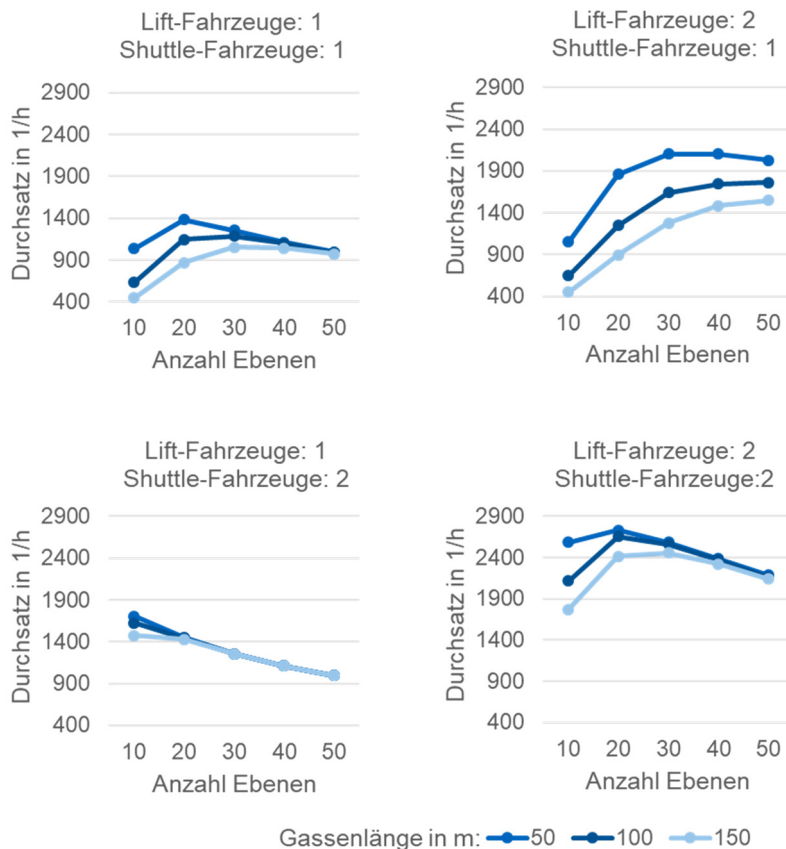 Lift-Fahrzeuge: 1
Shuttle-Fahrzeuge: 1
Durchsatz in 1/h
2900
2400
1900
1400
900
400
10 20 30 40 50
Anzahl Ebenen
Lift-Fahrzeuge: 2
Shuttle-Fahrzeuge: 1
Durchsatz in 1/h
2900
2400
1900
1400
900
400
10 20 30 40 50
Anzahl Ebenen
Lift-Fahrzeuge: 1
Shuttle-Fahrzeuge: 2
Durchsatz in 1/h
2900
2400
1900
1400
900
400
10 20 30 40 50
Anzahl Ebenen
Lift-Fahrzeuge: 2
Shuttle-Fahrzeuge:2
Durchsatz in 1/h
2900
2400
1900
1400
900
400
10 20 30 40 50
Anzahl Ebenen
Gassenlänge in m: 50 100 150